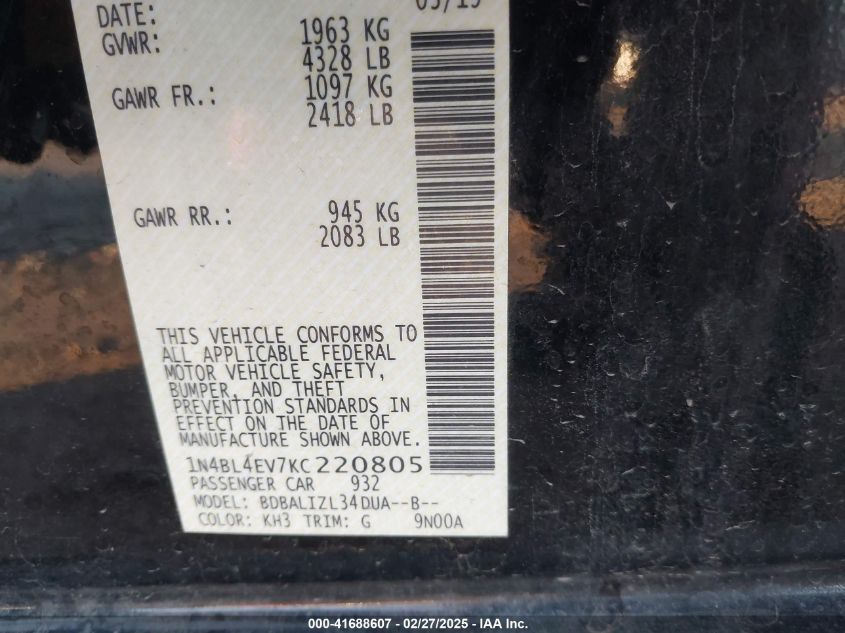 DATE: 03/19
GVWR: 1963 KG
4328 LB
GAWR FR.: 1097 KG
2418 LB
GAWR RR.: 945 KG
2083 LB
THIS VEHICLE CONFORMS TO
ALL APPLICABLE FEDERAL
MOTOR VEHICLE SAFETY,
BUMPER, AND THEFT
PREVENTION STANDARDS IN
EFFECT ON THE DATE OF
MANUFACTURE SHOWN ABOVE.
1N4BL4EV7KC220805
PASSENGER CAR 932
MODEL: BDBALIZL34DUA--B--
COLOR: KH3 TRIM: G 9N00A
000-41688607 - 02/27/2025 - IAA Inc.